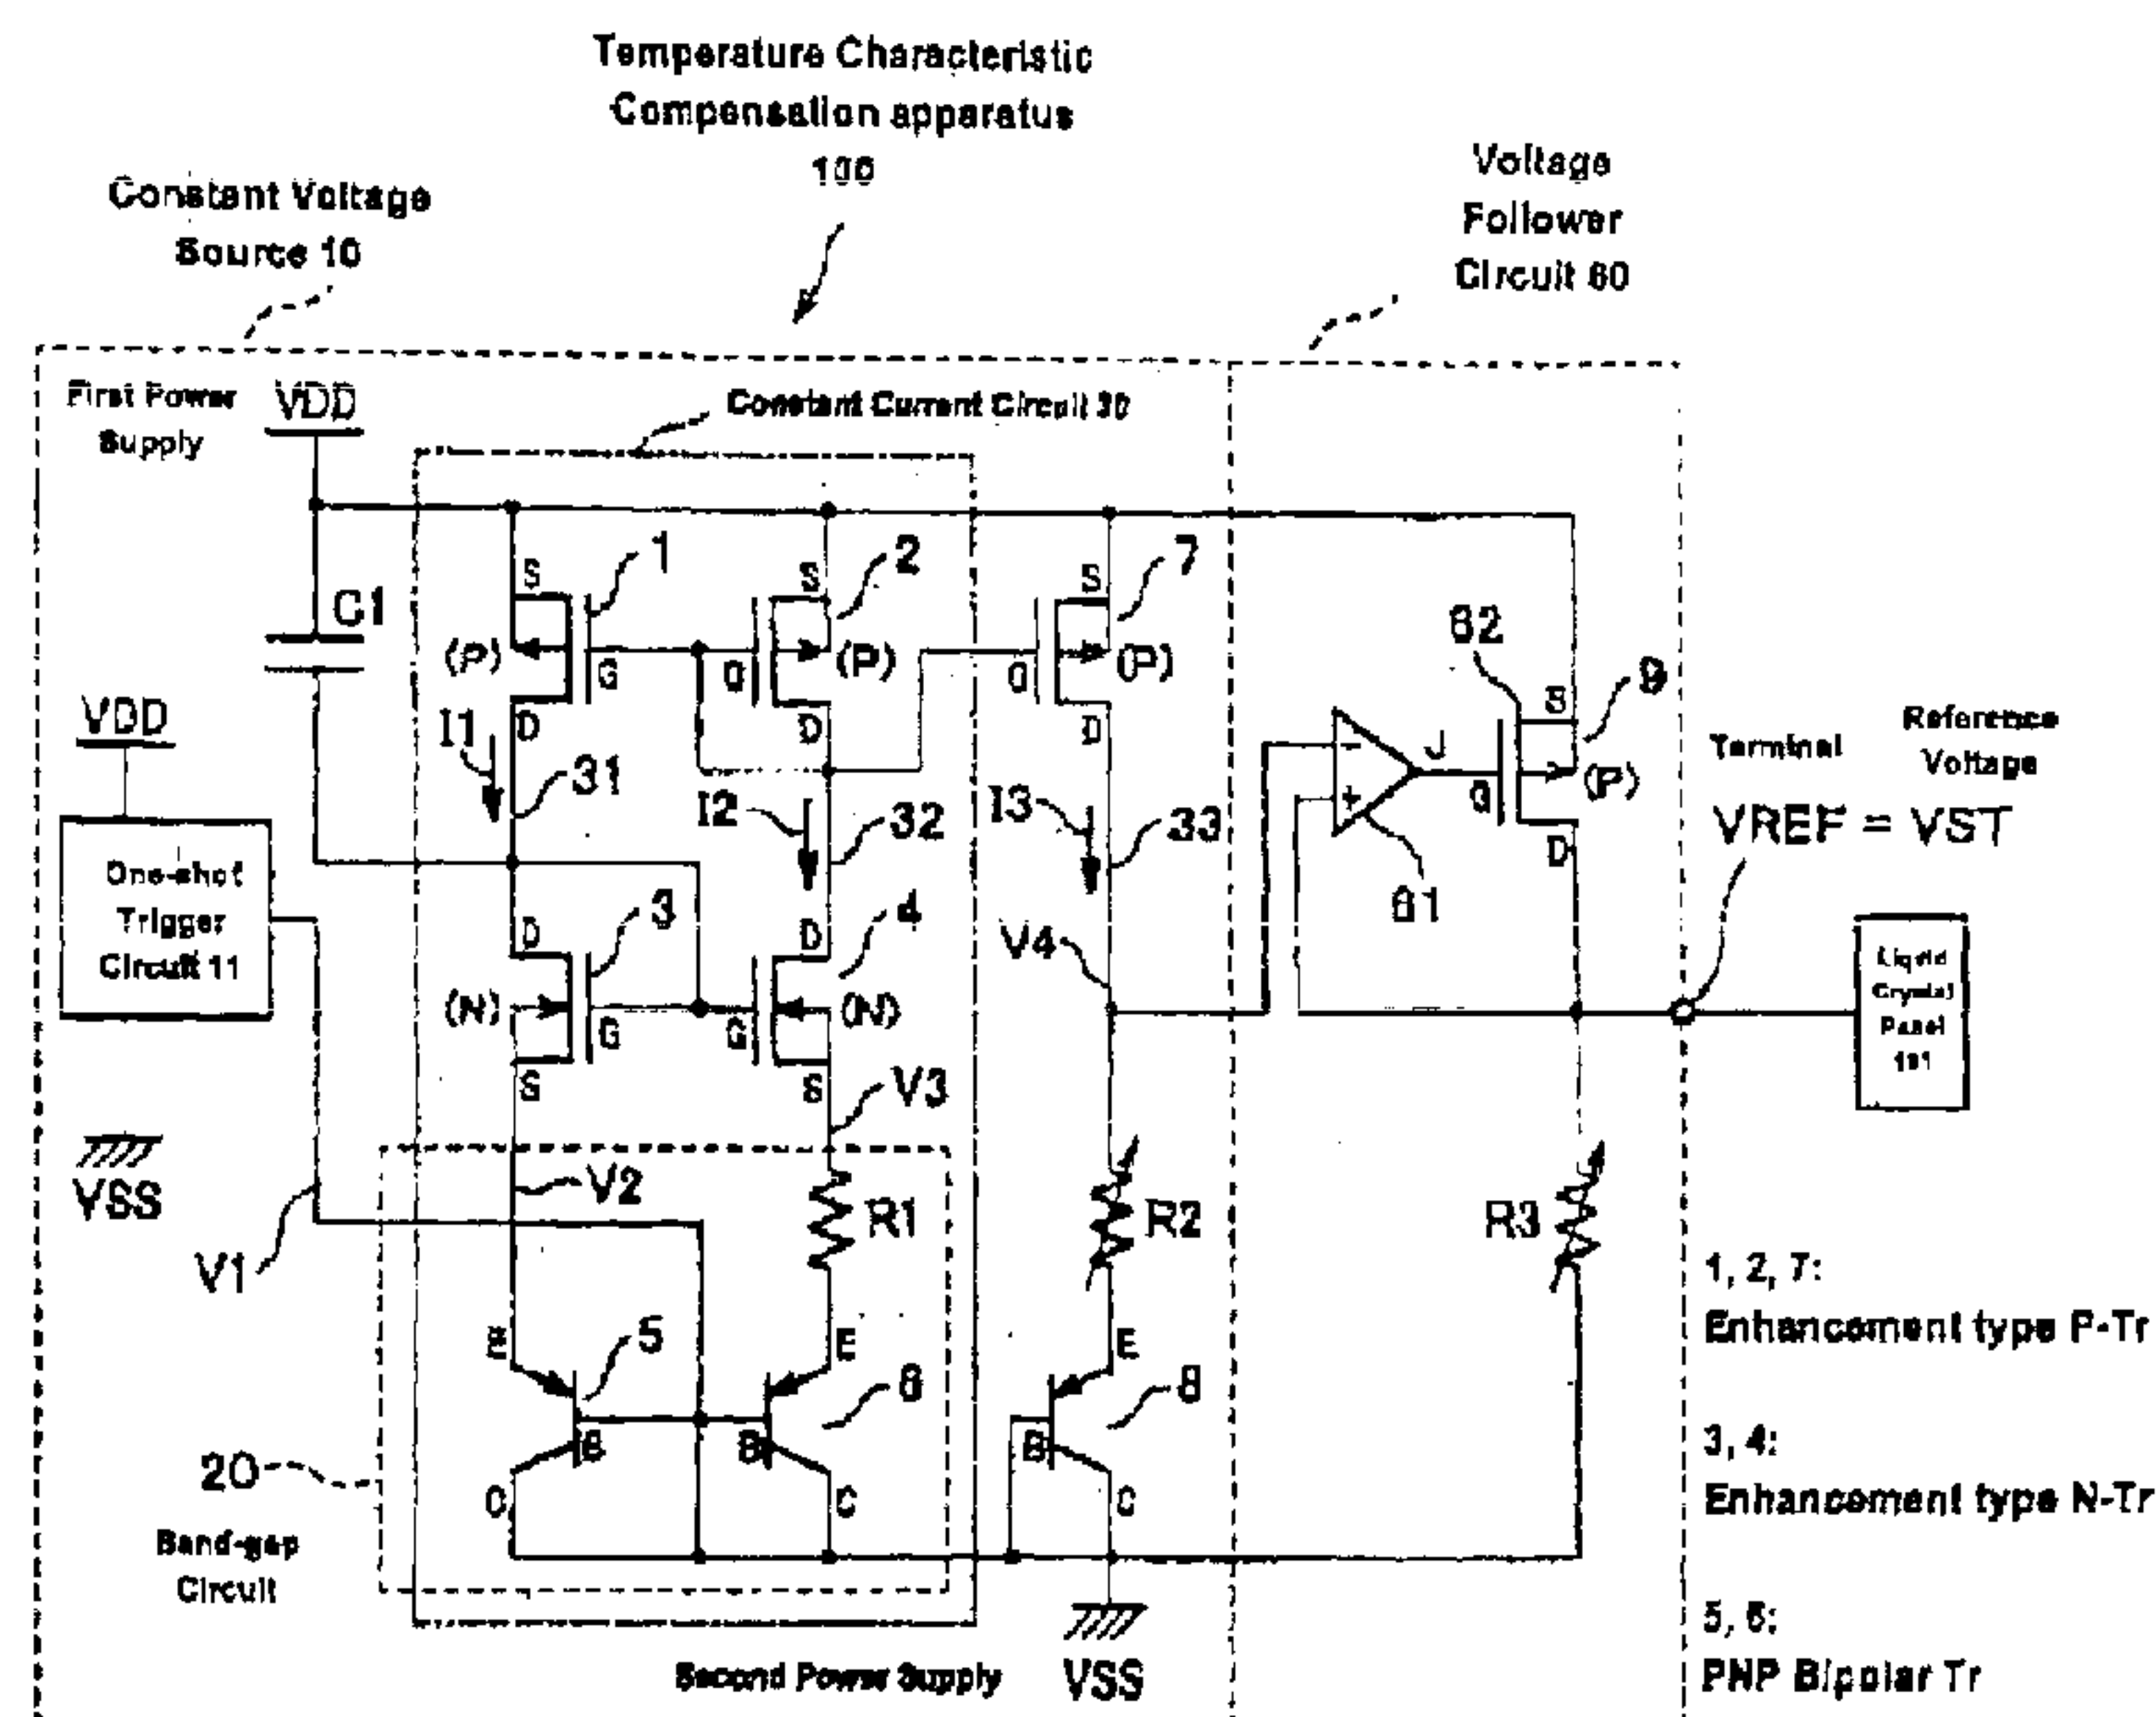 Temperature Characteristic
Compensation apparatus
100
Constant Voltage
Source 10
Voltage
Follower
Circuit 60
First Power
Supply
VDD
Constant Current Circuit 30
C1
S
1
S
2
S
7
(P)
G
G
(P)
G
(P)
62
S
9
I1
D
D
D
J
G
(P)
Terminal
Reference
Voltage
VDD
31
I2
32
I3
33
D
VREF = VST
One-shot
Trigger
Circuit 11
61
D
3
D
4
V4
Liquid
Crystal
Panel
101
(N)
G
G
(N)
S
S
V3
VSS
V2
R1
R2
R3
V1
1, 2, 7:
Enhancement type P-Tr
E
5
E
6
E
8
B
B
B
3, 4:
Enhancement type N-Tr
20
C
C
C
Band-gap
Circuit
5, 6:
PNP Bipolar Tr
Second Power Supply
VSS